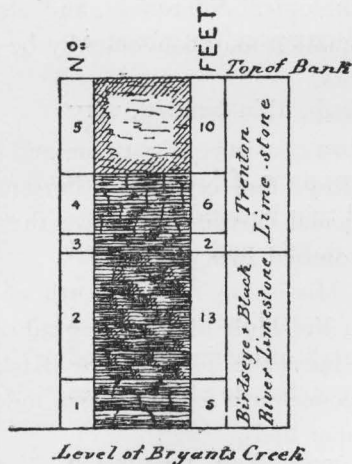 No. FEET
Top of Bank
5 10
4 6
3 2
2 13
1 5
Trenton
Lime-stone
Birdseye & Black
River Limestone
Level of Bryants Creek